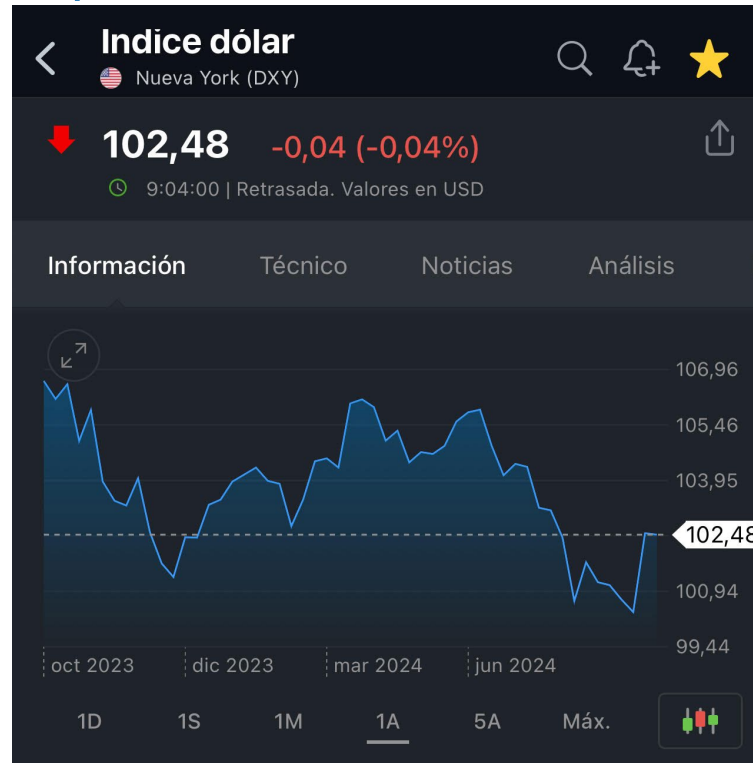 Indice dólar
Nueva York (DXY)
102,48 -0,04 (-0,04%)
9:04:00 | Retrasada. Valores en USD
Información Técnico Noticias Análisis
106,96
105,46
103,95
102,48
100,94
99,44
oct 2023 dic 2023 mar 2024 jun 2024
1D 1S 1M 1A 5A Máx.